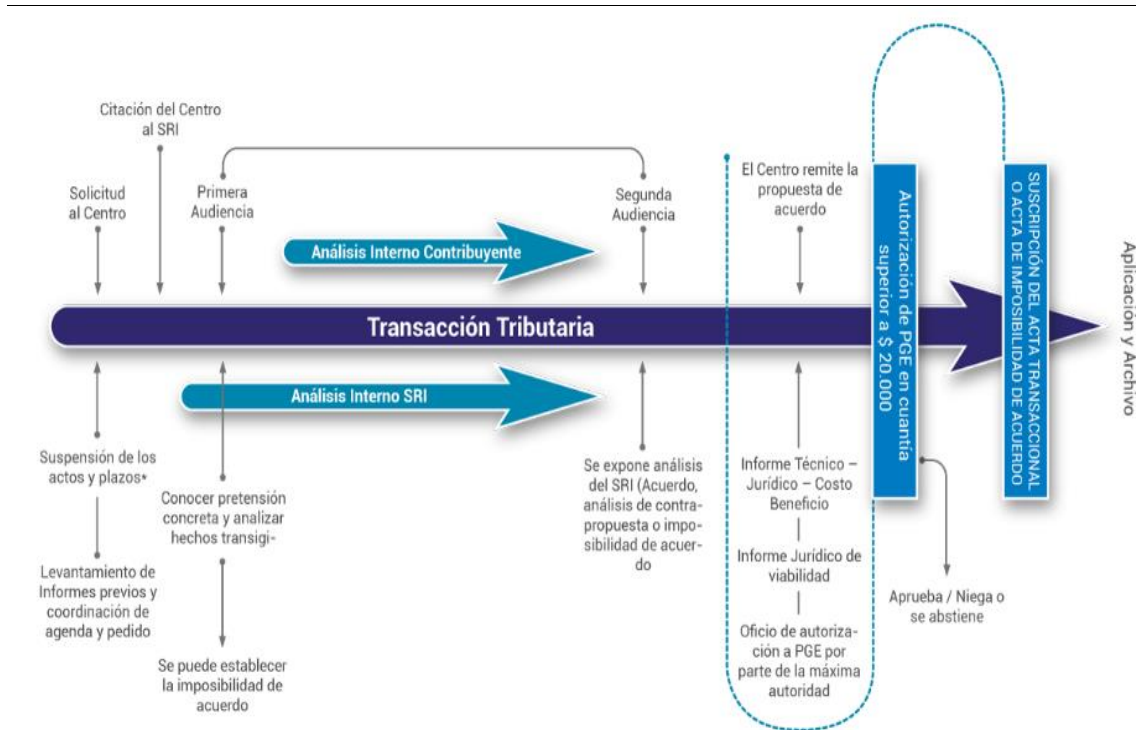 Citación del Centro
al SRI
Solicitud
al Centro
Primera
Audiencia
Segunda
Audiencia
El Centro remite la
propuesta de
acuerdo
Análisis Interno Contribuyente
Transacción Tributaria
Análisis Interno SRI
Autorización de PGE en cuantía
superior a $ 20.000
SUSCRIPCIÓN DEL ACTA TRANSACCIONAL
O ACTA DE IMPOSIBILIDAD DE ACUERDO
Aplicación y Archivo
Suspensión de los
actos y plazos*
Levantamiento de
Informes previos y
coordinación de
agenda y pedido
Conocer pretensión
concreta y analizar
hechos transigi-
Se puede establecer
la imposibilidad de
acuerdo
Se expone análisis
del SRI (Acuerdo,
análisis de contra-
propuesta o impo-
sibilidad de acuer-
do
Informe Técnico –
Jurídico – Costo
Beneficio
Informe Jurídico de
viabilidad
Oficio de autoriza-
ción a PGE por
parte de la máxima
autoridad
Aprueba / Niega o
se abstiene